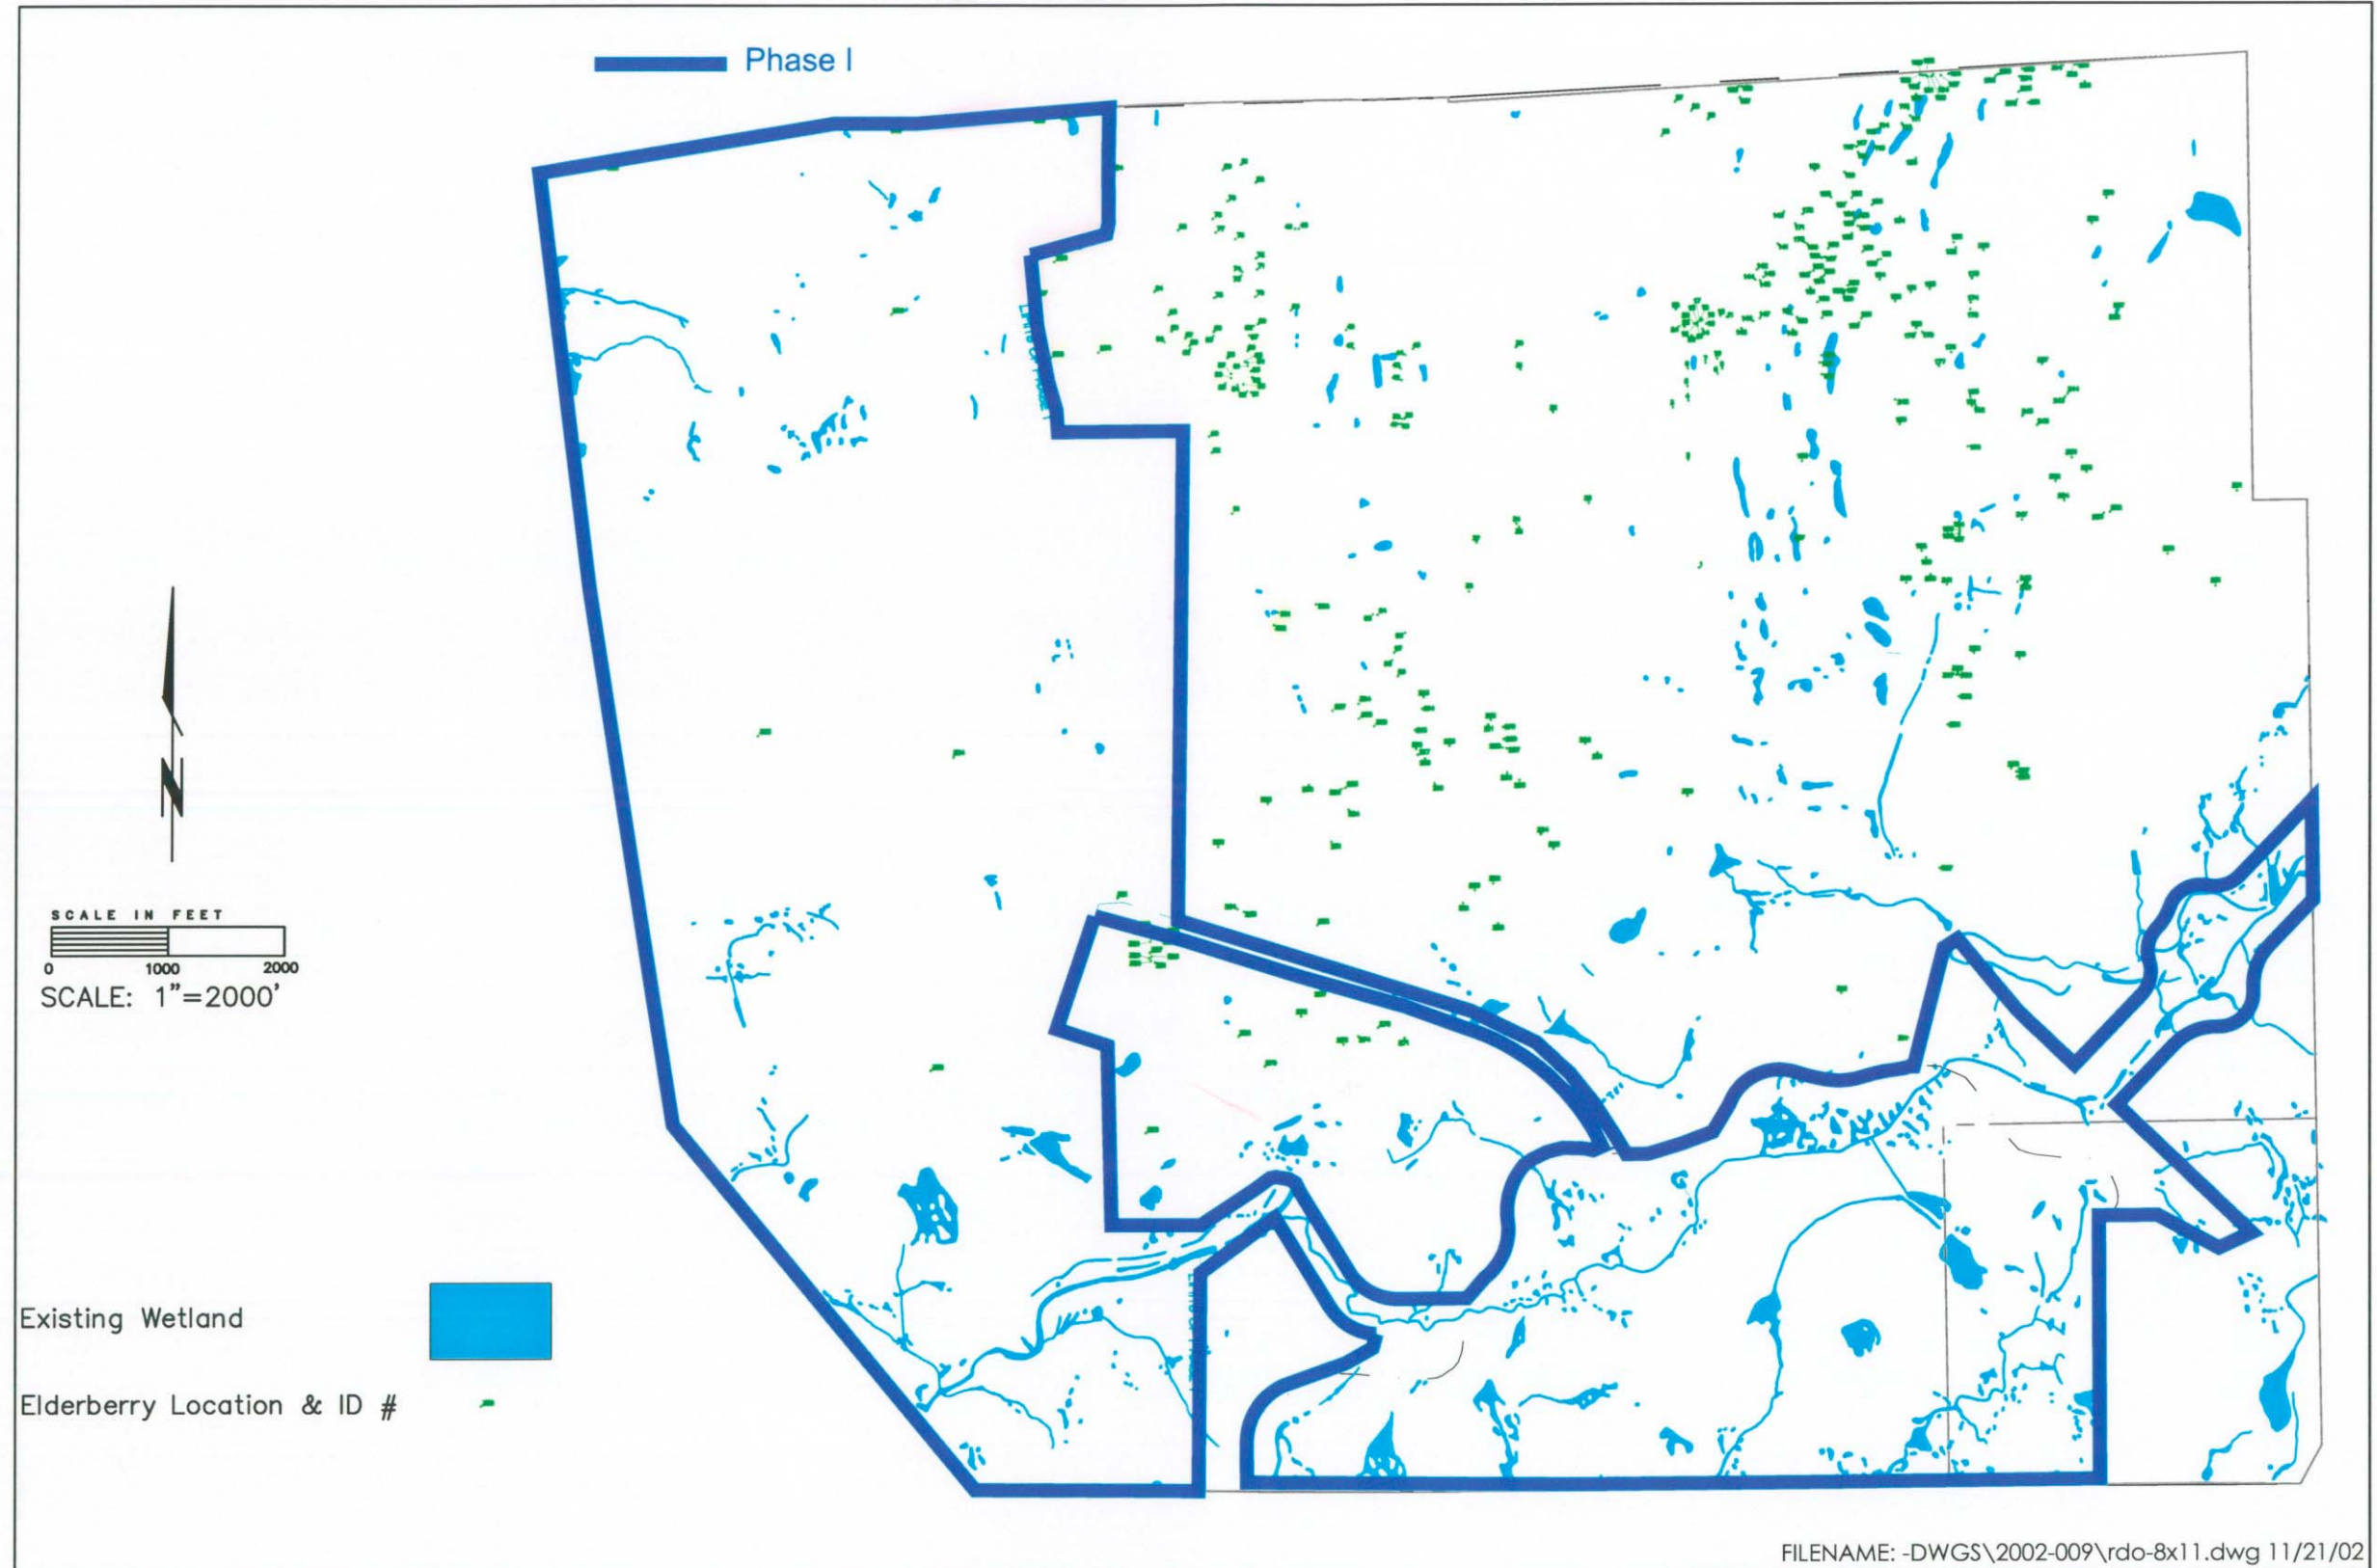 Phase I
N
SCALE IN FEET
0 1000 2000
SCALE: 1"=2000'
Existing Wetland
Elderberry Location & ID #
FILENAME: -DWGS\2002-009\rdo-8x11.dwg 11/21/02